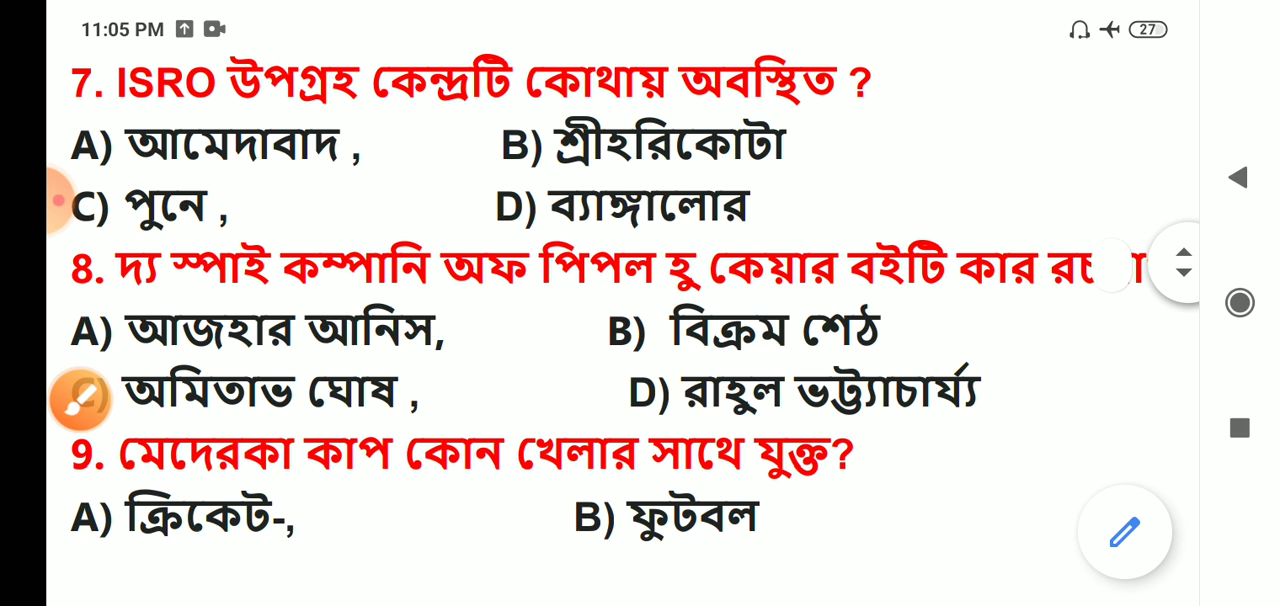 11:05 PM 27
7. ISRO উপগ্রহ কেন্দ্রটি কোথায় অবস্থিত ?
A) আমেদাবাদ , B) শ্রীহরিকোটা
C) পুনে , D) ব্যাঙ্গালোর
8. দ্য স্পাই কম্পানি অফ পিপল হু কেয়ার বইটি কার
A) আজহার আনিস, B) বিক্রম শেঠ
C) অমিতাভ ঘোষ , D) রাহুল ভট্ট্যাচার্য্য
9. মেদেরকা কাপ কোন খেলার সাথে যুক্ত?
A) ক্রিকেট-, B) ফুটবল